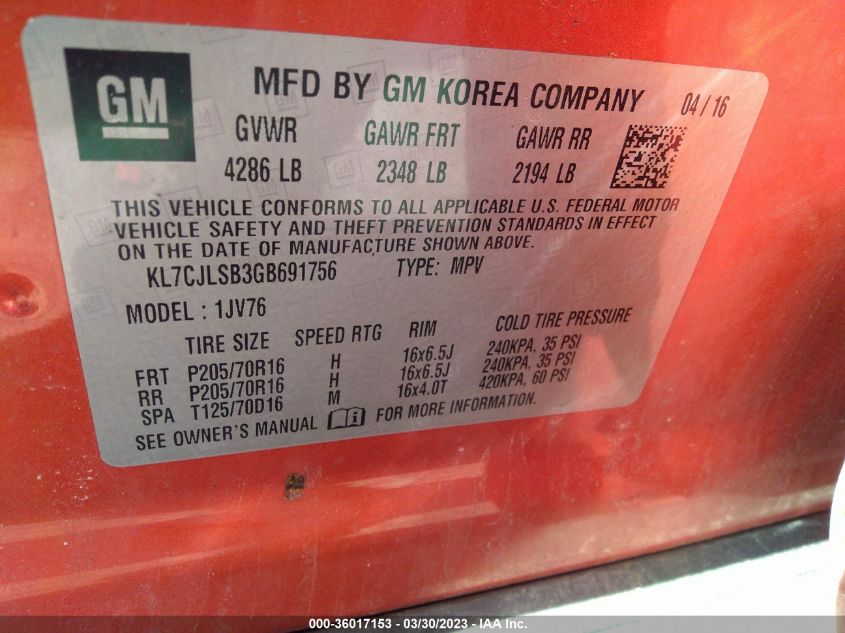 GM
MFD BY GM KOREA COMPANY 04/16
GVWR GAWR FRT GAWR RR
4286 LB 2348 LB 2194 LB
THIS VEHICLE CONFORMS TO ALL APPLICABLE U.S. FEDERAL MOTOR
VEHICLE SAFETY AND THEFT PREVENTION STANDARDS IN EFFECT
ON THE DATE OF MANUFACTURE SHOWN ABOVE.
KL7CJLSB3GB691756 TYPE: MPV
MODEL : 1JV76
TIRE SIZE SPEED RTG RIM COLD TIRE PRESSURE
FRT P205/70R16 H 16x6.5J 240KPA, 35 PSI
RR P205/70R16 H 16x6.5J 240KPA, 35 PSI
SPA T125/70D16 M 16x4.0T 420KPA, 60 PSI
SEE OWNER'S MANUAL FOR MORE INFORMATION.
000-36017153 - 03/30/2023 - IAA Inc.